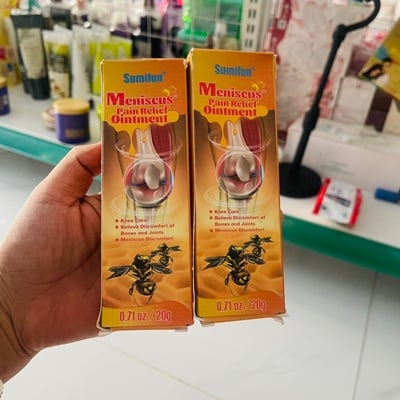 Sumifun
Meniscus
Pain Relief
Ointment
Knee Care
Relieve Discomfort of
Bones and Joints
Meniscus Discomfort
0.71 oz. / 20g
Sumifun
Meniscus
Pain Relief
Ointment
Knee Care
Relieve Discomfort of
Bones and Joints
Meniscus Discomfort
0.71 oz. / 20g